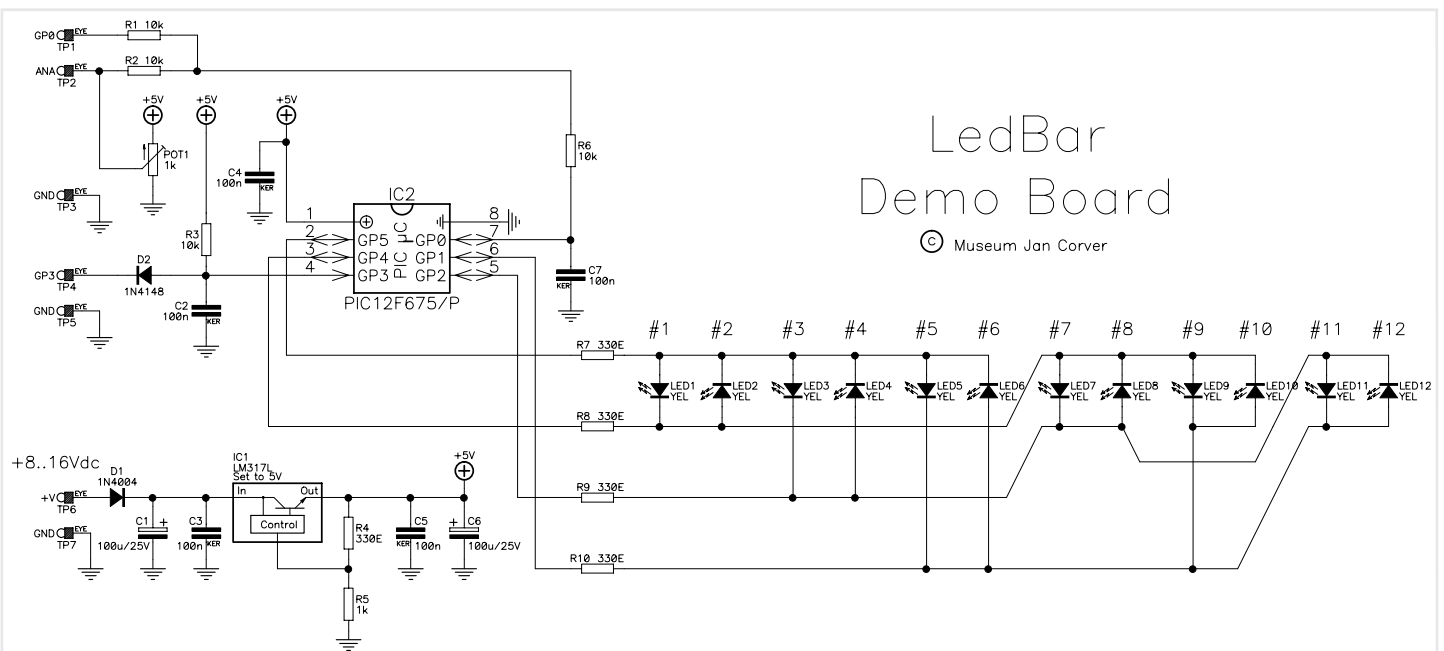 R1 10k
GP0 EYE
TP1
ANA EYE
TP2
R2 10k
+5V +5V +5V
POT1
1k
R6
10k
LedBar
Demo Board
© Museum Jan Corver
C4
100n KER
GND EYE
TP3
R3
10k
IC2
1 8
2 GP5 GP0 7
3 GP4 GP1 6
4 GP3 GP2 5
PIC µC
PIC12F675/P
GP3 EYE
TP4
D2
1N4148
C7
KER 100n
GND EYE
TP5
C2
100n KER
#1 #2 #3 #4 #5 #6 #7 #8 #9 #10 #11 #12
R7 330E
LED1 LED2 LED3 LED4 LED5 LED6 LED7 LED8 LED9 LED10 LED11 LED12
YEL YEL YEL YEL YEL YEL YEL YEL YEL YEL YEL YEL
R8 330E
+8..16Vdc
D1
1N4004
IC1
LM317L
Set to 5V
In Out
Control
+5V
+V EYE
TP6
R9 330E
GND EYE
TP7
C1 +
100u/25V
C3
100n KER
R4
330E
C5
KER 100n
+ C6
100u/25V
R10 330E
R5
1k